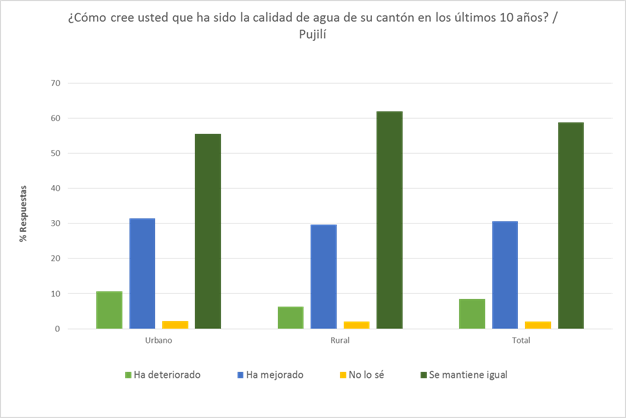 ¿Cómo cree usted que ha sido la calidad de agua de su cantón en los últimos 10 años? /
Pujilí
70
60
50
40
30
20
10
0
% Respuestas
Urbano
Rural
Total
Ha deteriorado
Ha mejorado
No lo sé
Se mantiene igual